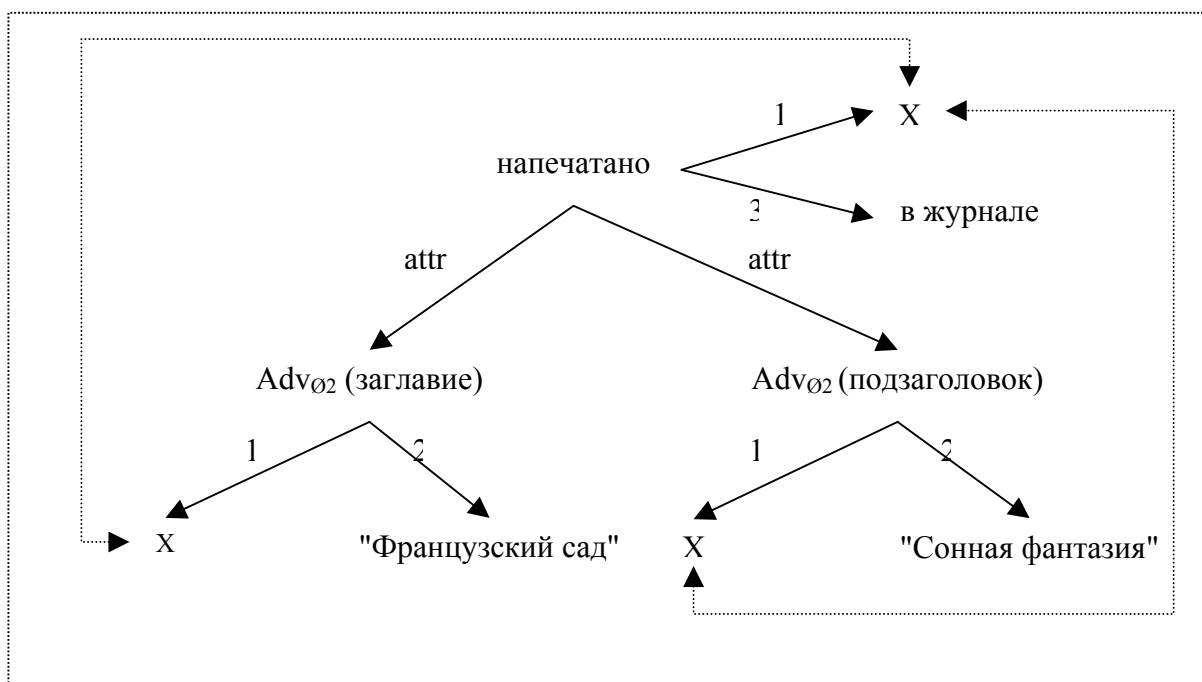 X
1
напечатано
3
в журнале
attr attr
Advø2 (заглавие) Advø2 (подзаголовок)
1 2 1 2
X "Французский сад" X "Сонная фантазия"